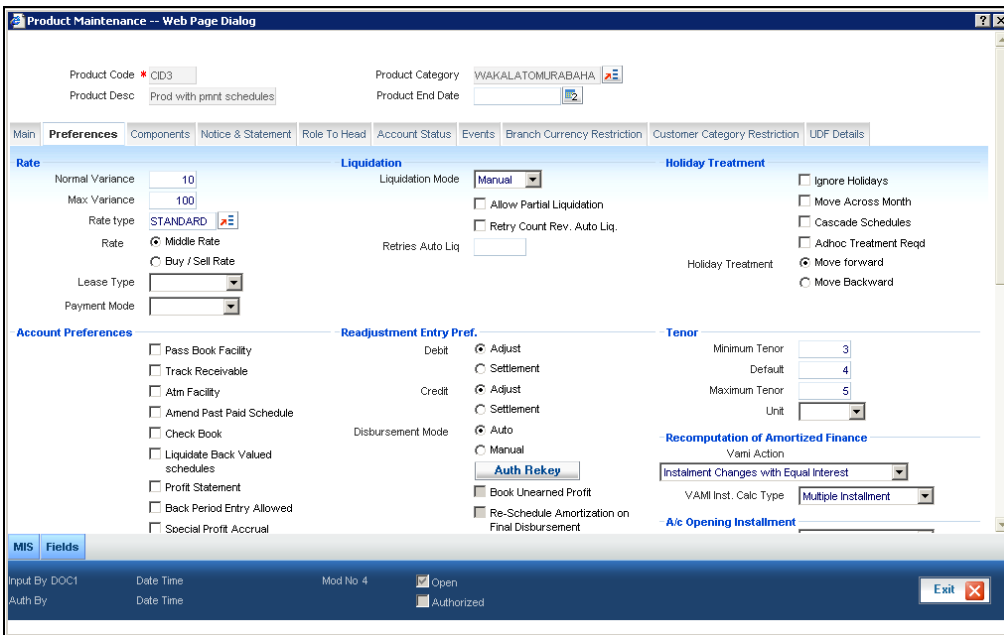 Product Maintenance -- Web Page Dialog
Product Code * CID3 Product Category WAKALATOMURABAHA
Product Desc Prod with pmnt schedules Product End Date
Main Preferences Components Notice & Statement Role To Head Account Status Events Branch Currency Restriction Customer Category Restriction UDF Details
Rate
Normal Variance 10
Max Variance 100
Rate type STANDARD
Rate Middle Rate
Buy / Sell Rate
Lease Type
Payment Mode
Liquidation
Liquidation Mode Manual
Allow Partial Liquidation
Retry Count Rev. Auto Liq.
Retries Auto Liq
Holiday Treatment
Ignore Holidays
Move Across Month
Cascade Schedules
Adhoc Treatment Reqd
Holiday Treatment Move forward
Move Backward
Account Preferences
Pass Book Facility
Track Receivable
Atm Facility
Amend Past Paid Schedule
Check Book
Liquidate Back Valued
schedules
Profit Statement
Back Period Entry Allowed
Special Profit Accrual
Readjustment Entry Pref.
Debit Adjust
Settlement
Credit Adjust
Settlement
Disbursement Mode Auto
Manual
Auth Rekey
Book Unearned Profit
Re-Schedule Amortization on
Final Disbursement
Tenor
Minimum Tenor 3
Default 4
Maximum Tenor 5
Unit
Recomputation of Amortized Finance
Vami Action
Instalment Changes with Equal Interest
VAMI Inst. Calc Type Multiple Installment
A/c Opening Installment
MIS Fields
Input By DOC1 Date Time Mod No 4 Open
Auth By Date Time Authorized
Exit